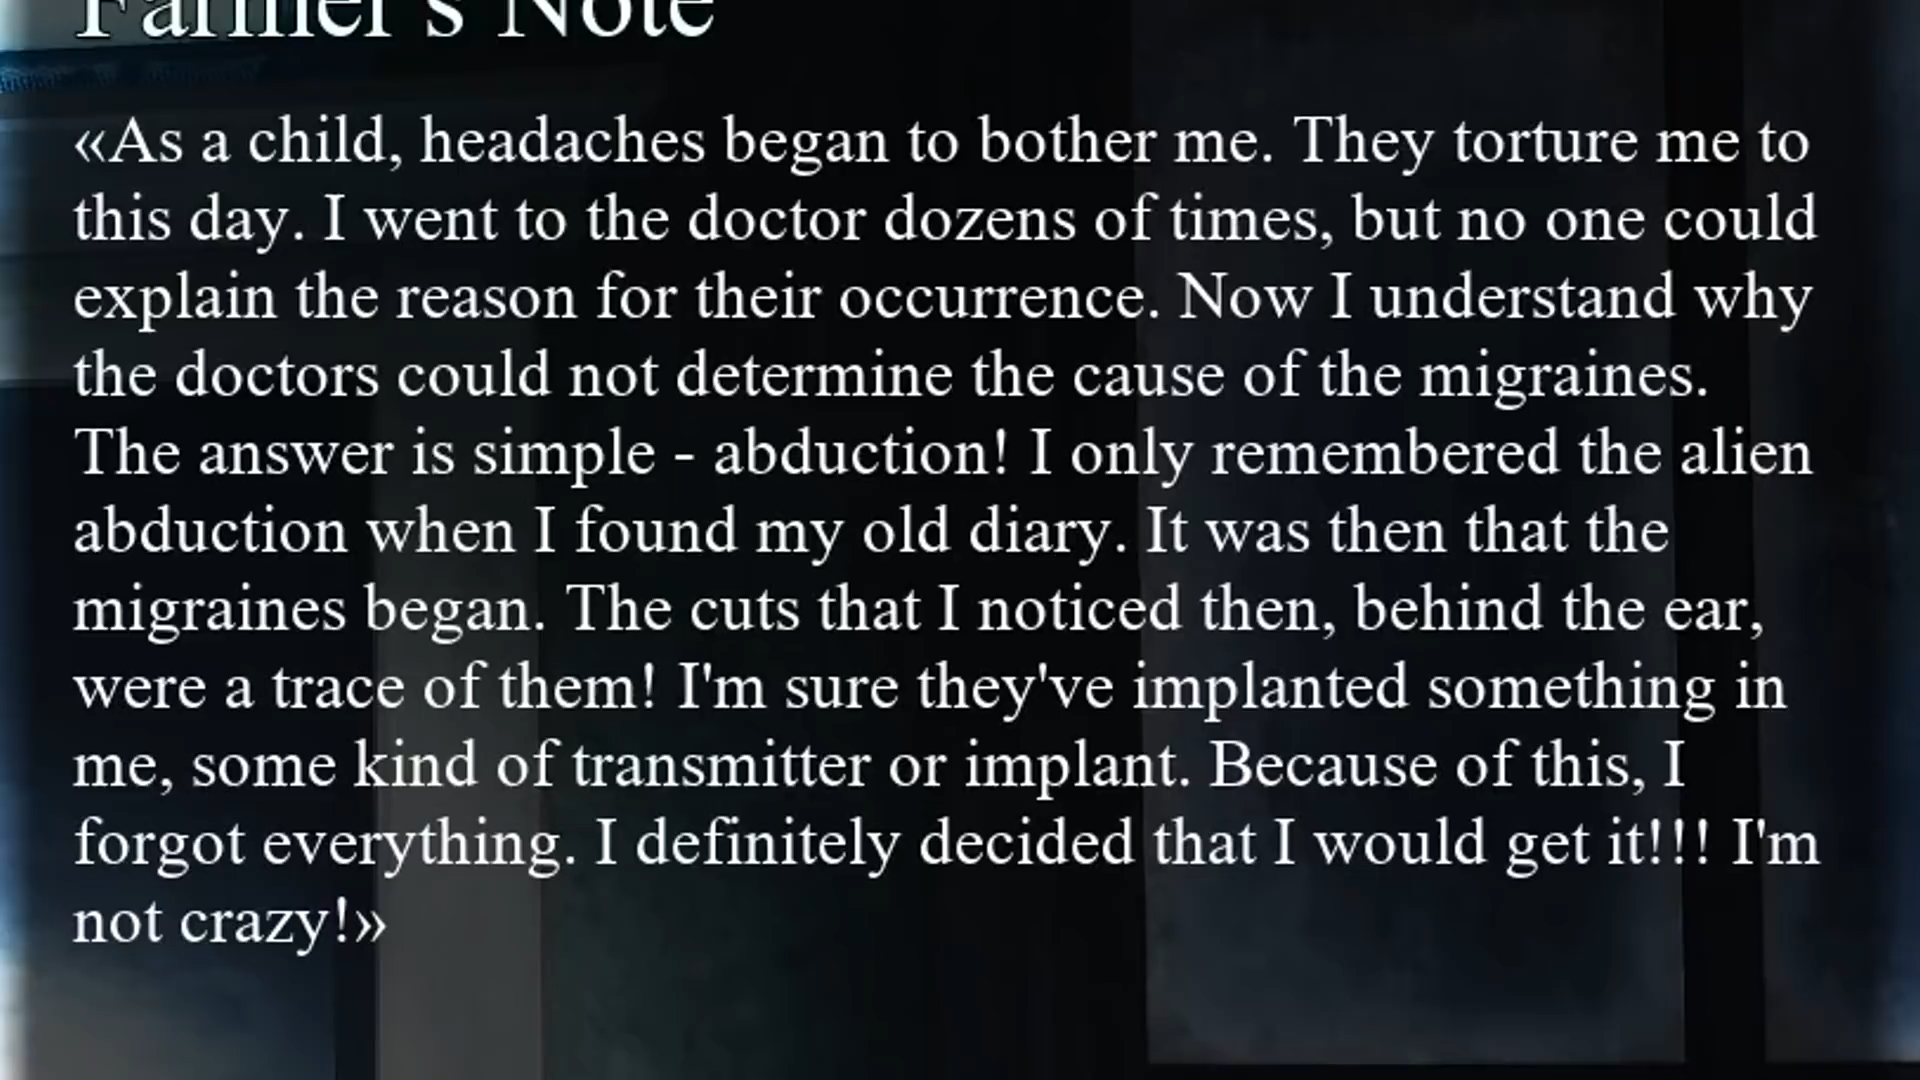 Farmer's Note
«As a child, headaches began to bother me. They torture me to
this day. I went to the doctor dozens of times, but no one could
explain the reason for their occurrence. Now I understand why
the doctors could not determine the cause of the migraines.
The answer is simple - abduction! I only remembered the alien
abduction when I found my old diary. It was then that the
migraines began. The cuts that I noticed then, behind the ear,
were a trace of them! I'm sure they've implanted something in
me, some kind of transmitter or implant. Because of this, I
forgot everything. I definitely decided that I would get it!!! I'm
not crazy!»